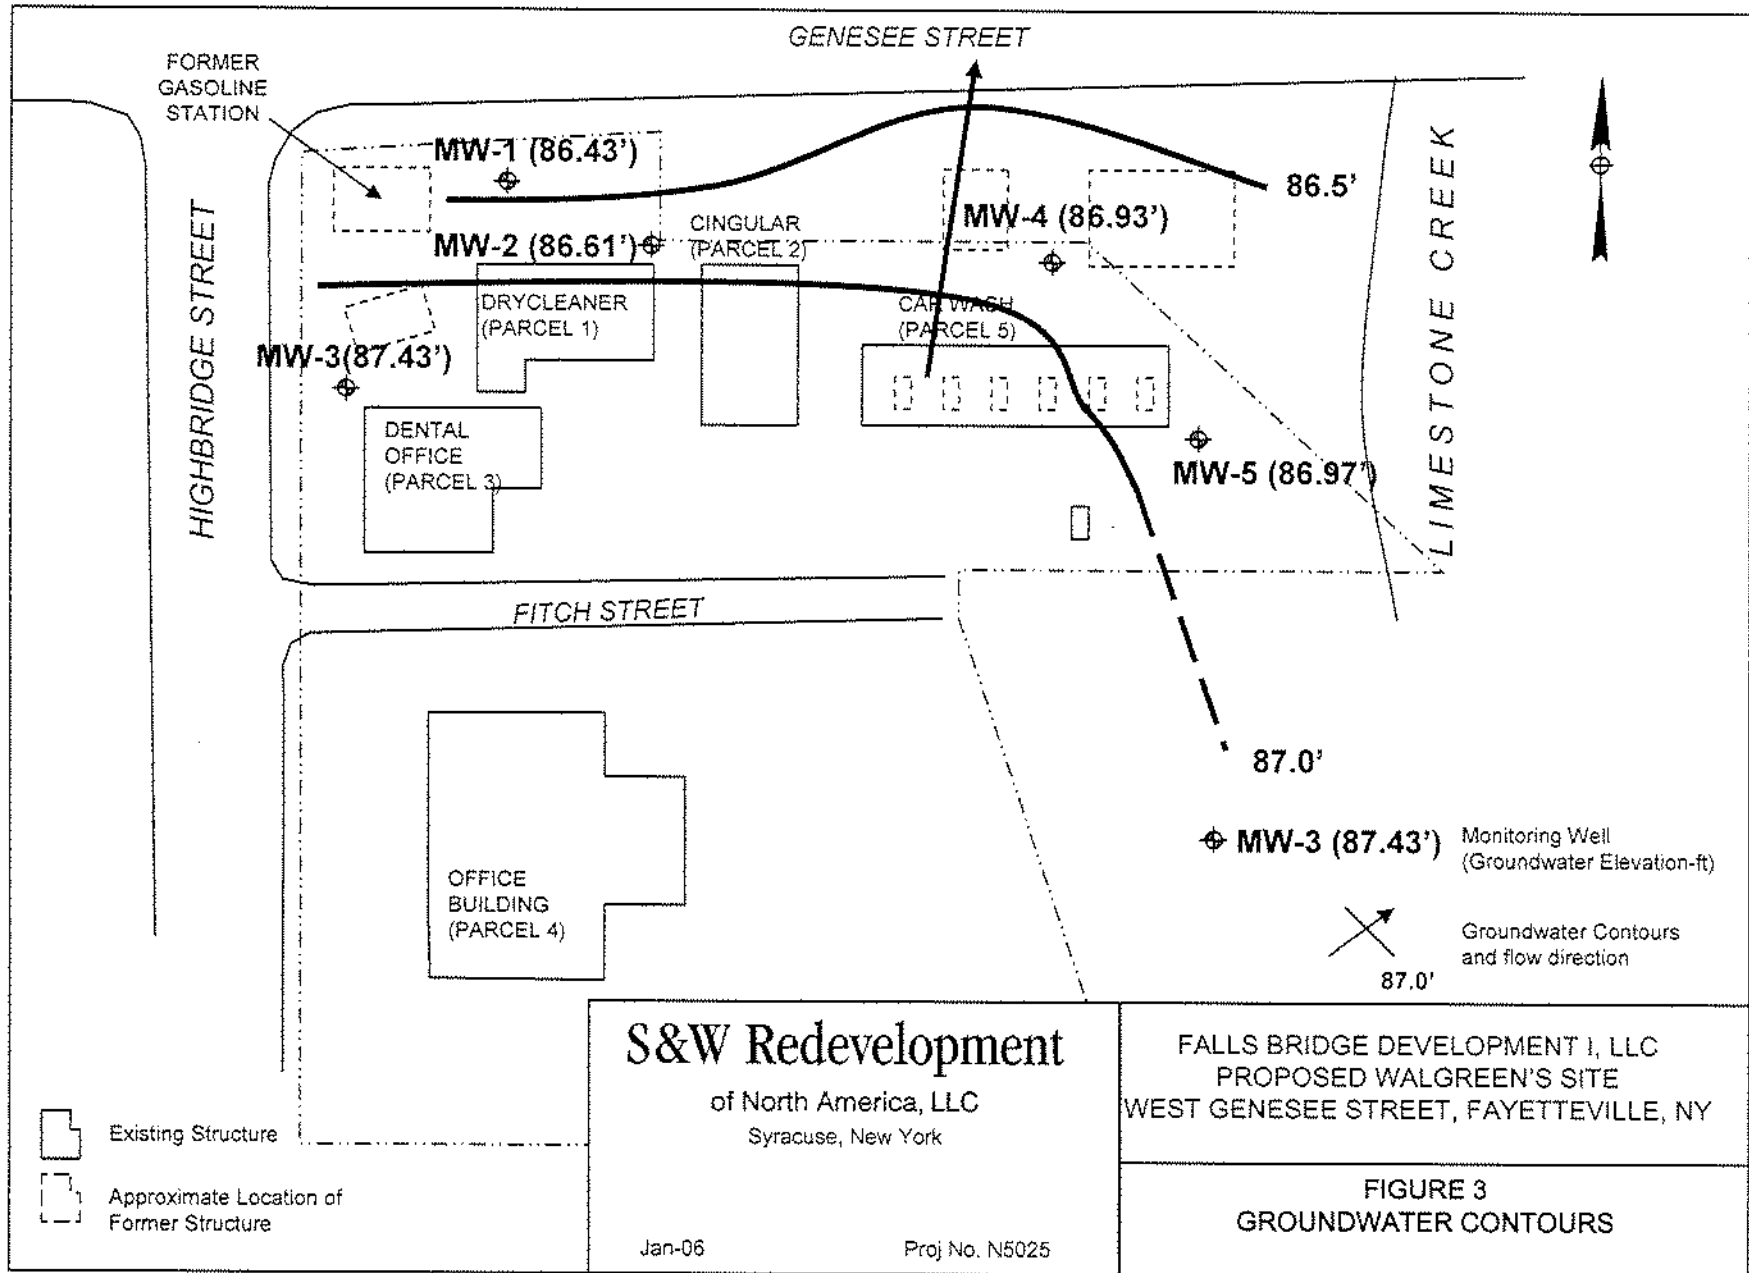 GENESEE STREET
FORMER
GASOLINE
STATION
MW-1 (86.43')
86.5'
MW-4 (86.93')
CINGULAR
(PARCEL 2)
MW-2 (86.61')
HIGHBRIDGE STREET
LIMESTONE CREEK
DRYCLEANER
(PARCEL 1)
CAR WASH
(PARCEL 5)
MW-3(87.43')
DENTAL
OFFICE
(PARCEL 3)
MW-5 (86.97')
FITCH STREET
87.0'
MW-3 (87.43')
Monitoring Well
(Groundwater Elevation-ft)
OFFICE
BUILDING
(PARCEL 4)
Groundwater Contours
and flow direction
87.0'
Existing Structure
Approximate Location of
Former Structure
S&W Redevelopment
of North America, LLC
Syracuse, New York
Jan-06
Proj No. N5025
FALLS BRIDGE DEVELOPMENT I, LLC
PROPOSED WALGREEN'S SITE
WEST GENESEE STREET, FAYETTEVILLE, NY
FIGURE 3
GROUNDWATER CONTOURS